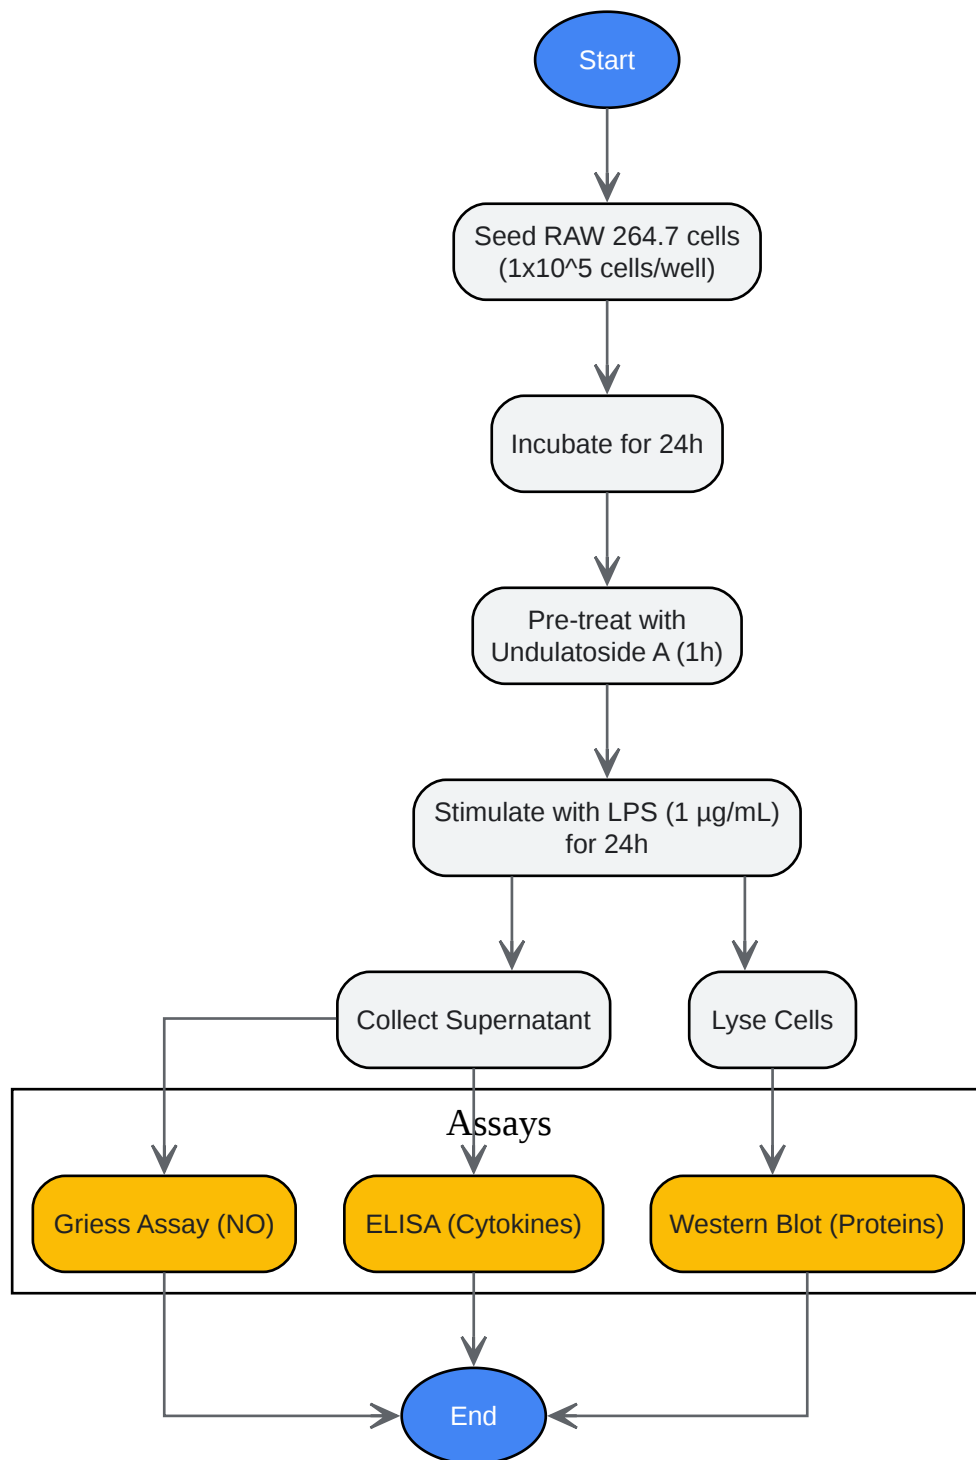 Start
Seed RAW 264.7 cells
(1x10^5 cells/well)
Incubate for 24h
Pre-treat with
Undulatoside A (1h)
Stimulate with LPS (1 µg/mL)
for 24h
Collect Supernatant
Lyse Cells
Assays
Griess Assay (NO)
ELISA (Cytokines)
Western Blot (Proteins)
End